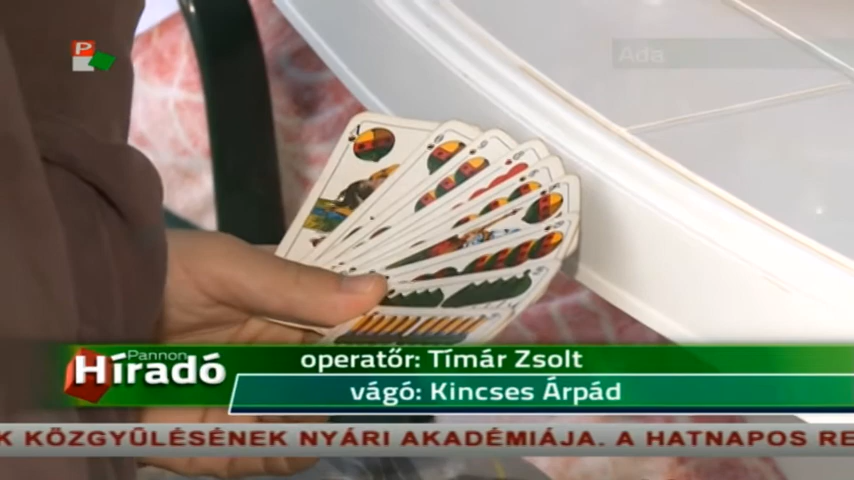 P
Ada
Pannon
Híradó
operatőr: Tímár Zsolt
vágó: Kincses Árpád
K KÖZGYŰLÉSÉNEK NYÁRI AKADÉMIÁJA. A HATNAPOS RE